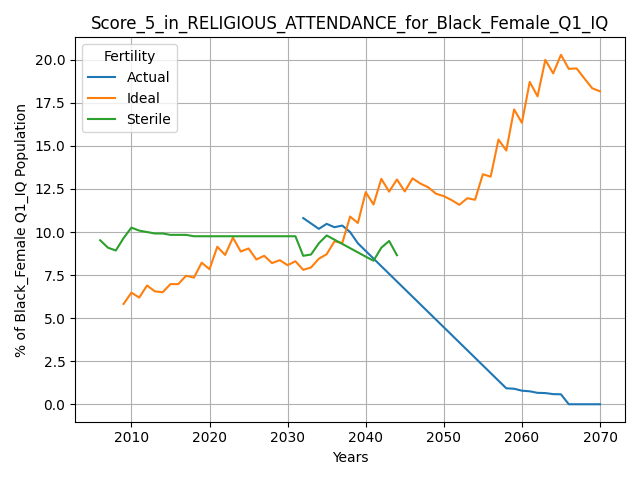 Score_5_in_RELIGIOUS_ATTENDANCE_for_Black_Female_Q1_IQ
Fertility
Actual
Ideal
Sterile
% of Black_Female Q1_IQ Population
20.0
17.5
15.0
12.5
10.0
7.5
5.0
2.5
0.0
2010 2020 2030 2040 2050 2060 2070
Years